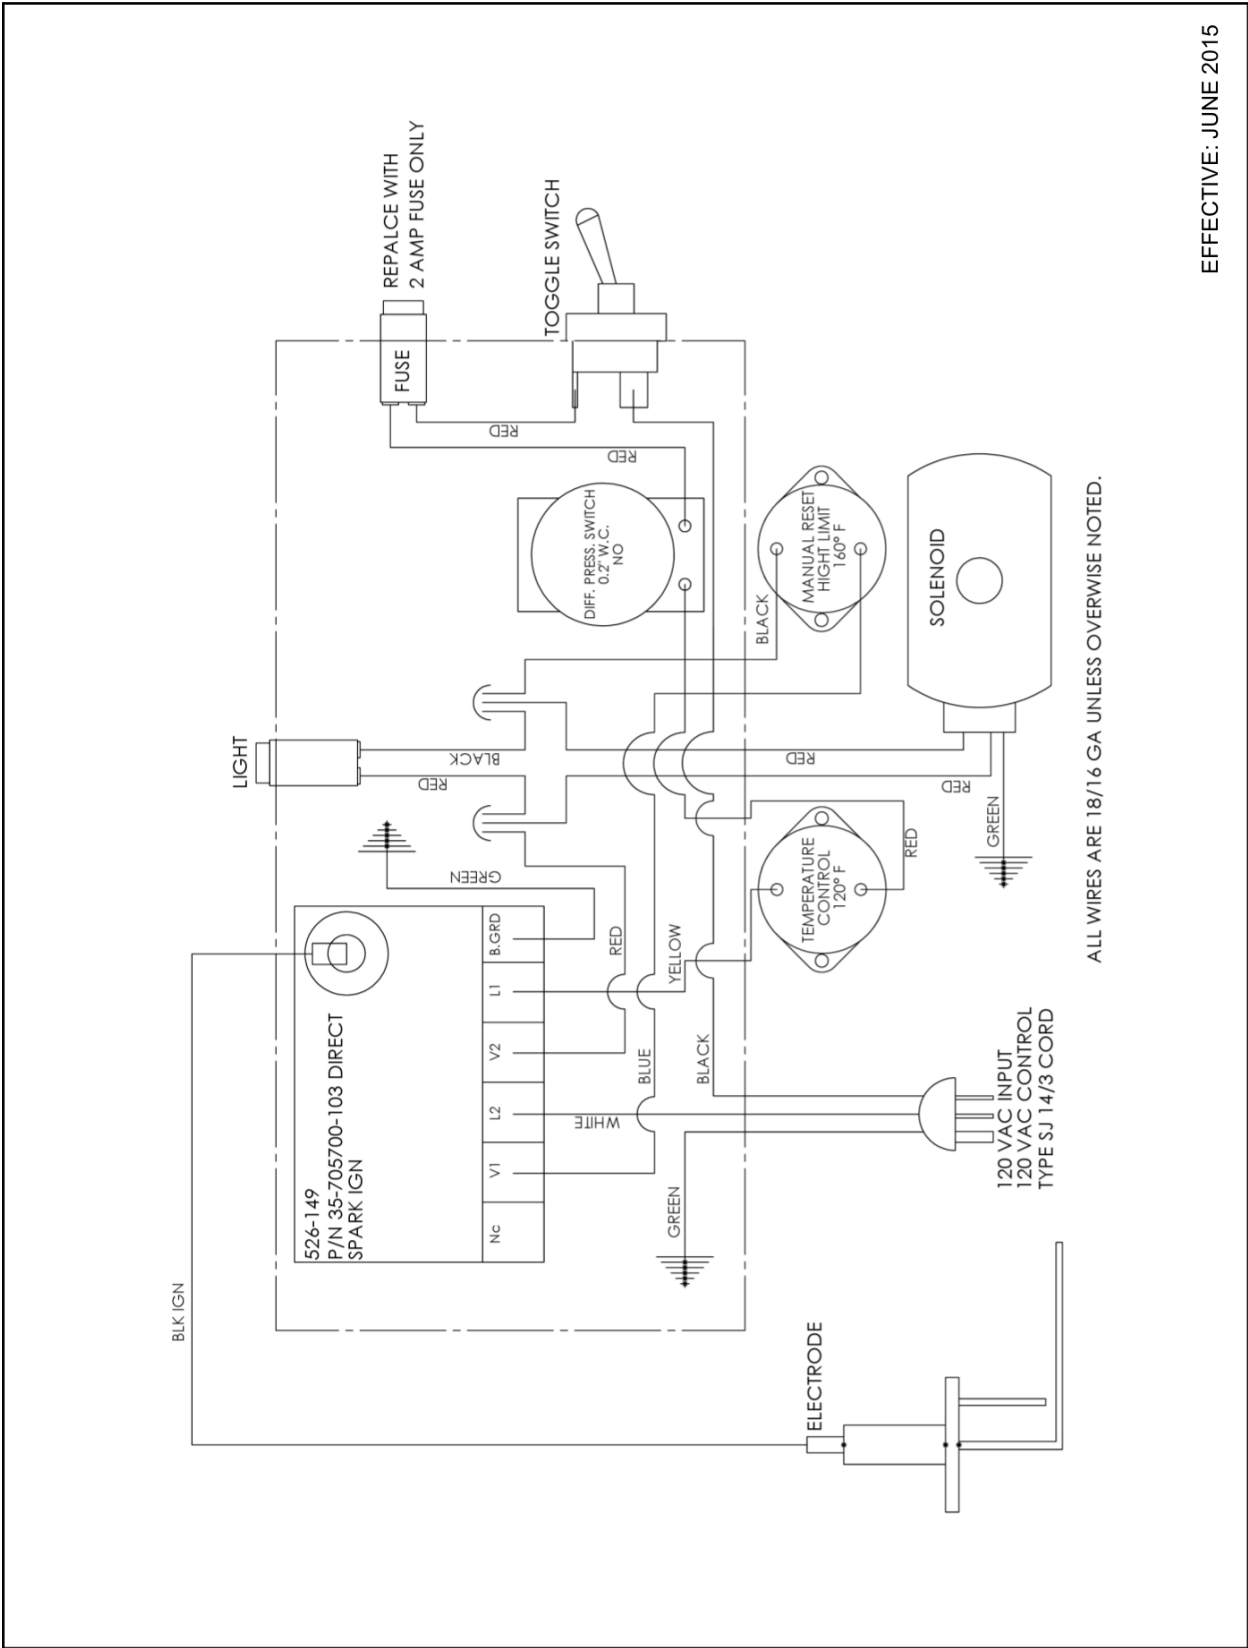 BLK IGN
526-149
P/N 35-705700-103 DIRECT
SPARK IGN
Nc
V1
L2
V2
L1
B.GRD
GREEN
LIGHT
RED
BLACK
REPALCE WITH
2 AMP FUSE ONLY
FUSE
RED
RED
TOGGLE SWITCH
DIFF. PRESS. SWITCH
0.2" W.C.
NO
RED
WHITE
BLUE
YELLOW
BLACK
GREEN
BLACK
MANUAL RESET
HIGHT LIMIT
160° F
TEMPERATURE
CONTROL
120° F
RED
RED
RED
GREEN
SOLENOID
ELECTRODE
120 VAC INPUT
120 VAC CONTROL
TYPE SJ 14/3 CORD
ALL WIRES ARE 18/16 GA UNLESS OVERWISE NOTED.
EFFECTIVE: JUNE 2015